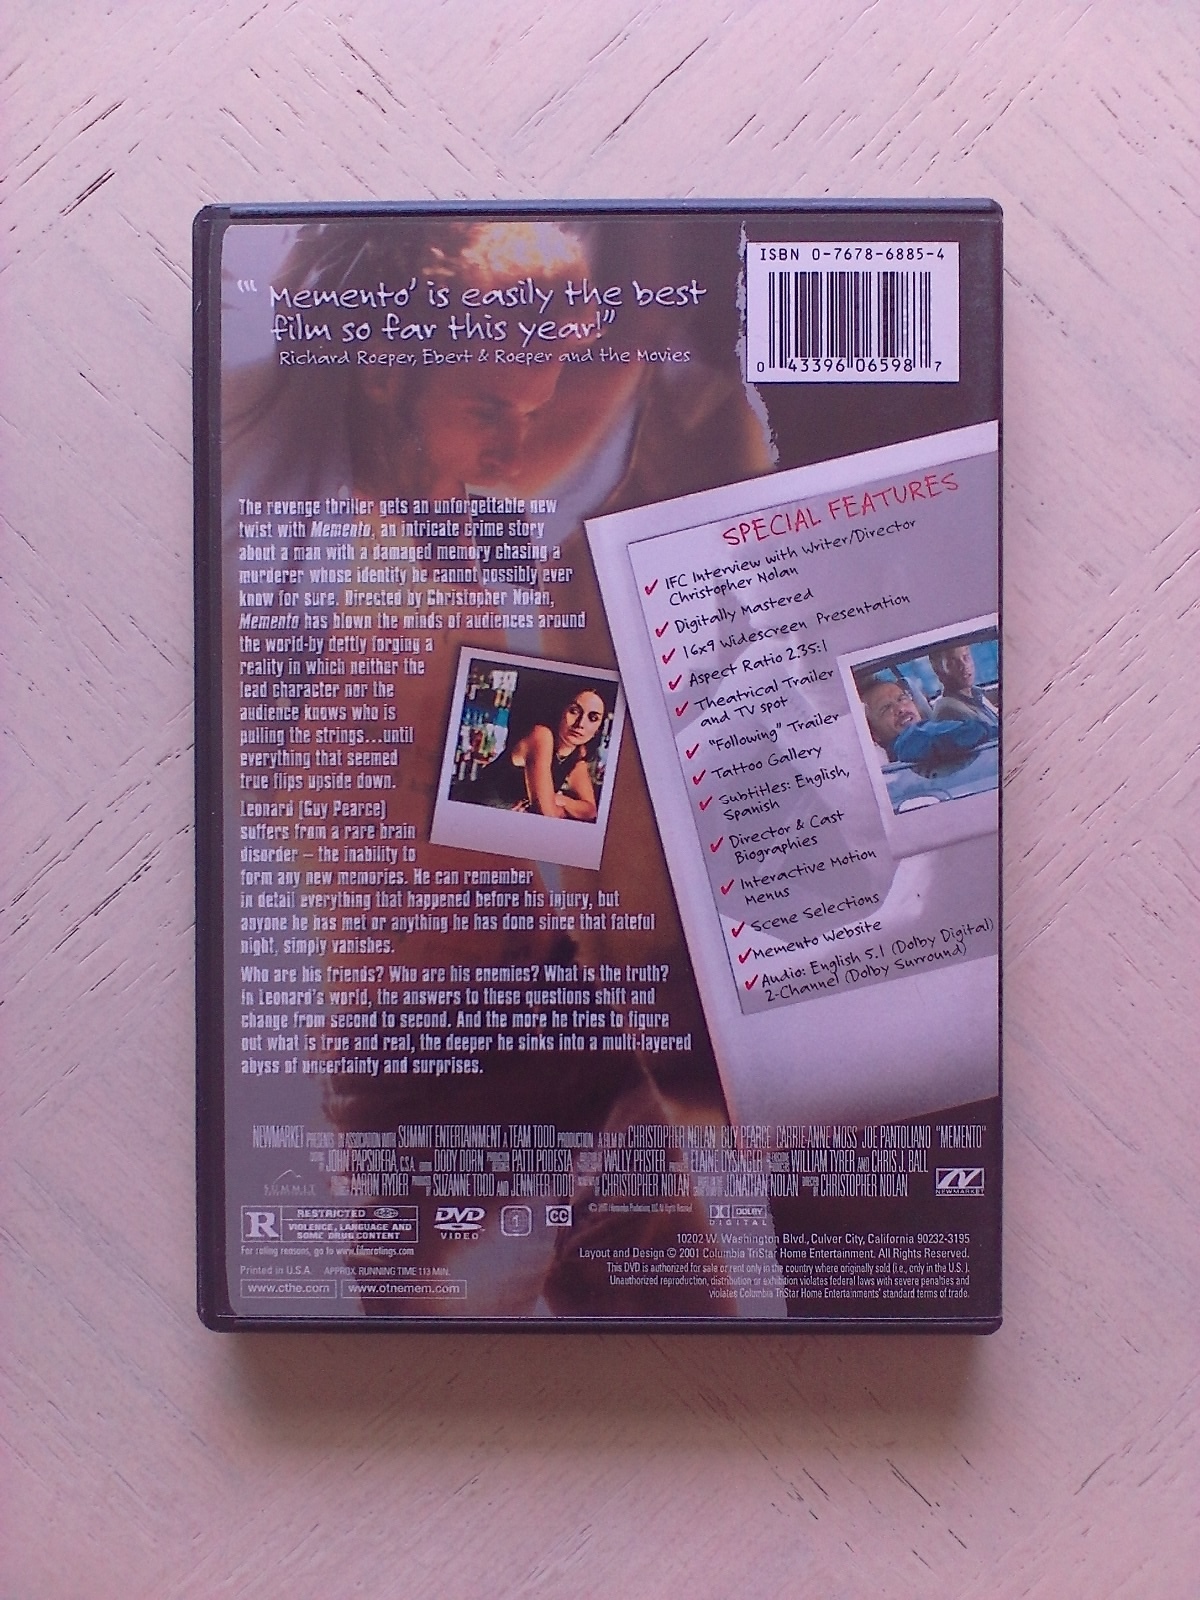 "'Memento' is easily the best
film so far this year!"
Richard Roeper, Ebert & Roeper and the Movies
ISBN 0-7678-6885-4
0 43396 06598 7
The revenge thriller gets an unforgettable new
twist with Memento, an intricate crime story
about a man with a damaged memory chasing a
murderer whose identity he cannot possibly ever
know for sure. Directed by Christopher Nolan,
Memento has blown the minds of audiences around
the world-by deftly forging a
reality in which neither the
lead character nor the
audience knows who is
pulling the strings...until
everything that seemed
true flips upside down.
Leonard (Guy Pearce)
suffers from a rare brain
disorder – the inability to
form any new memories. He can remember
in detail everything that happened before his injury, but
anyone he has met or anything he has done since that fateful
night, simply vanishes.
Who are his friends? Who are his enemies? What is the truth?
In Leonard's world, the answers to these questions shift and
change from second to second. And the more he tries to figure
out what is true and real, the deeper he sinks into a multi-layered
abyss of uncertainty and surprises.
SPECIAL FEATURES
✓ IFC Interview with Writer/Director
Christopher Nolan
✓ Digitally Mastered
✓ 16x9 Widescreen Presentation
✓ Aspect Ratio 2.35:1
✓ Theatrical Trailer
and TV spot
✓ "Following" Trailer
✓ Tattoo Gallery
✓ Subtitles: English,
Spanish
✓ Director & Cast
Biographies
✓ Interactive Motion
Menus
✓ Scene Selections
✓ Memento Website
✓ Audio: English 5.1 (Dolby Digital)
2-Channel (Dolby Surround)
NEWMARKET PRESENTS IN ASSOCIATION WITH SUMMIT ENTERTAINMENT A TEAM TODD PRODUCTION A FILM BY CHRISTOPHER NOLAN GUY PEARCE CARRIE-ANNE MOSS JOE PANTOLIANO "MEMENTO"
JOHN PAPSIDERA, C.S.A. DODY DORN PRODUCTION PATTI PODESTA WALLY PFISTER ELAINE DYSINGER WILLIAM TYRER AND CHRIS J. BALL
AARON RYDER SUZANNE TODD AND JENNIFER TODD CHRISTOPHER NOLAN JONATHAN NOLAN CHRISTOPHER NOLAN
SUMMIT
NEWMARKET
R RESTRICTED
VIOLENCE, LANGUAGE AND
SOME DRUG CONTENT
For rating reasons, go to www.filmratings.com
DVD
VIDEO
1
CC
DOLBY
DIGITAL
Printed in U.S.A. APPROX. RUNNING TIME 113 MIN.
www.cthe.com www.otnemem.com
10202 W. Washington Blvd., Culver City, California 90232-3195
Layout and Design © 2001 Columbia TriStar Home Entertainment. All Rights Reserved.
This DVD is authorized for sale or rent only in the country where originally sold (i.e., only in the U.S.).
Unauthorized reproduction, distribution or exhibition violates federal laws with severe penalties and
violates Columbia TriStar Home Entertainments' standard terms of trade.